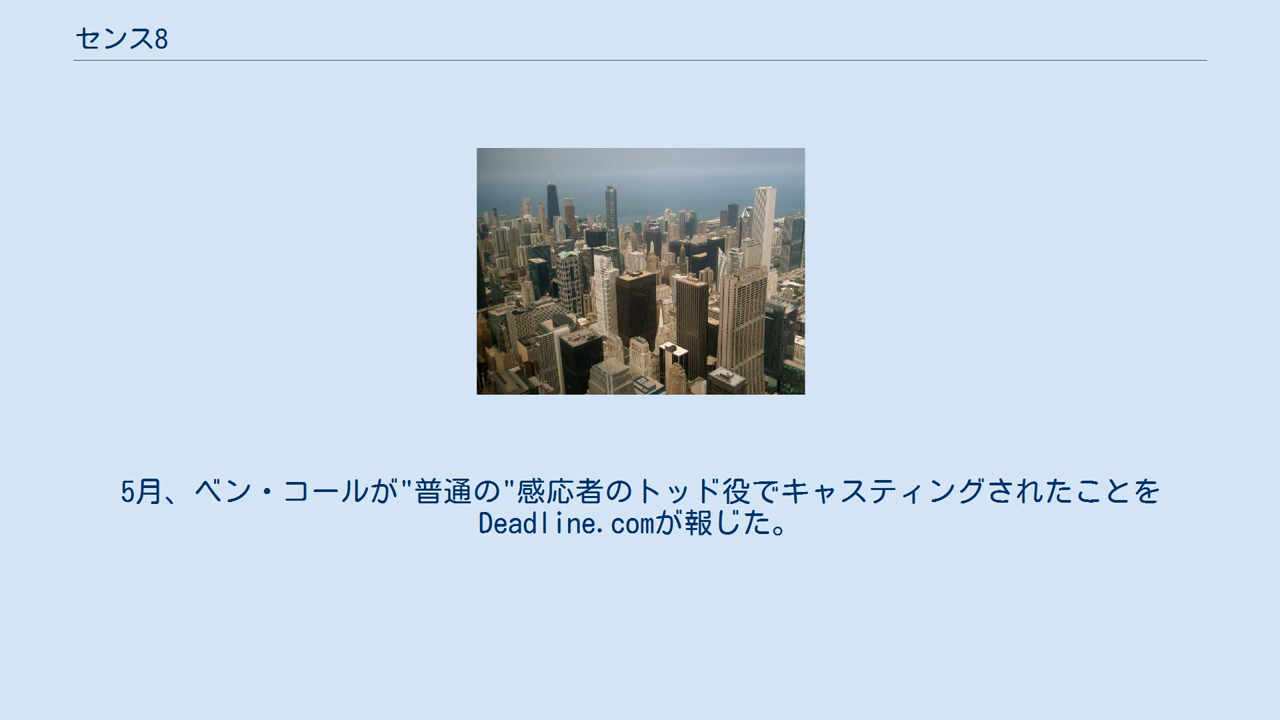 センス8
5月、ベン・コールが"普通の"感応者のトッド役でキャスティングされたことを
Deadline.comが報じた。